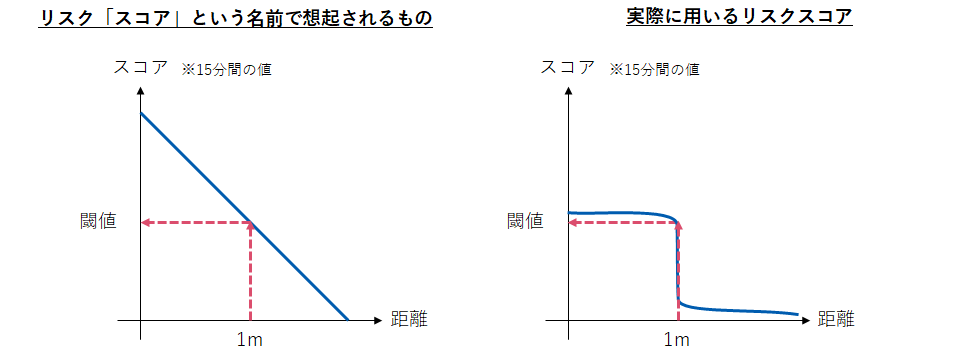 リスク「スコア」という名前で想起されるもの
スコア ※15分間の値
閾値
距離
1m
実際に用いるリスクスコア
スコア ※15分間の値
閾値
距離
1m